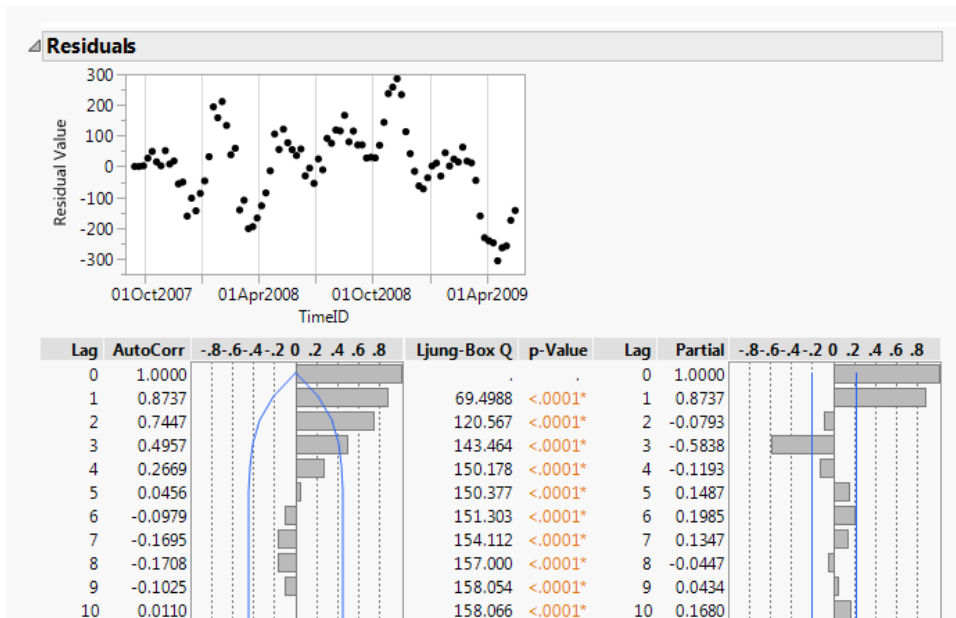 Residuals
300
200
100
0
-100
-200
-300
Residual Value
01Oct2007 01Apr2008 01Oct2008 01Apr2009
TimeID
Lag AutoCorr -.8-.6-.4-.2 0 .2 .4 .6 .8 Ljung-Box Q p-Value Lag Partial -.8-.6-.4-.2 0 .2 .4 .6 .8
0 1.0000 . . 0 1.0000
1 0.8737 69.4988 <.0001* 1 0.8737
2 0.7447 120.567 <.0001* 2 -0.0793
3 0.4957 143.464 <.0001* 3 -0.5838
4 0.2669 150.178 <.0001* 4 -0.1193
5 0.0456 150.377 <.0001* 5 0.1487
6 -0.0979 151.303 <.0001* 6 0.1985
7 -0.1695 154.112 <.0001* 7 0.1347
8 -0.1708 157.000 <.0001* 8 -0.0447
9 -0.1025 158.054 <.0001* 9 0.0434
10 0.0110 158.066 <.0001* 10 0.1680